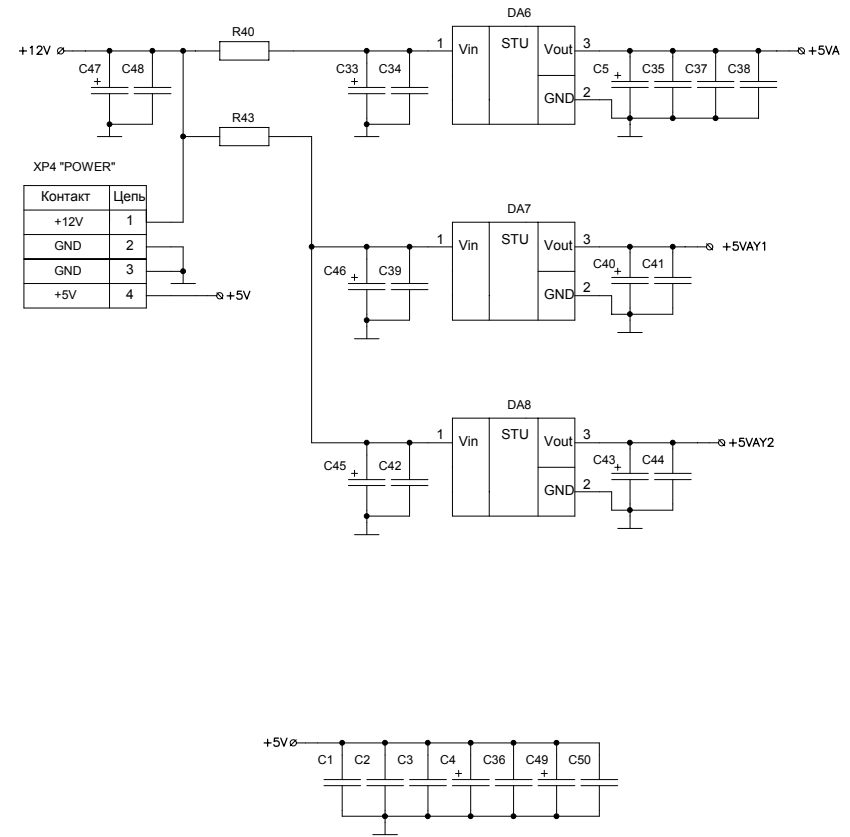 DA6
R40
+12V
1
Vin
STU
Vout
3
+5VA
C47
+
C48
C33
+
C34
C5
+
C35
C37
C38
GND
2
R43
XP4 "POWER"
Контакт Цепь
+12V 1
GND 2
GND 3
+5V 4
+5V
DA7
1
Vin
STU
Vout
3
+5VAY1
C46
+
C39
C40
+
C41
GND
2
DA8
1
Vin
STU
Vout
3
+5VAY2
C45
+
C42
C43
+
C44
GND
2
+5V
C1
C2
C3
C4
+
C36
C49
+
C50